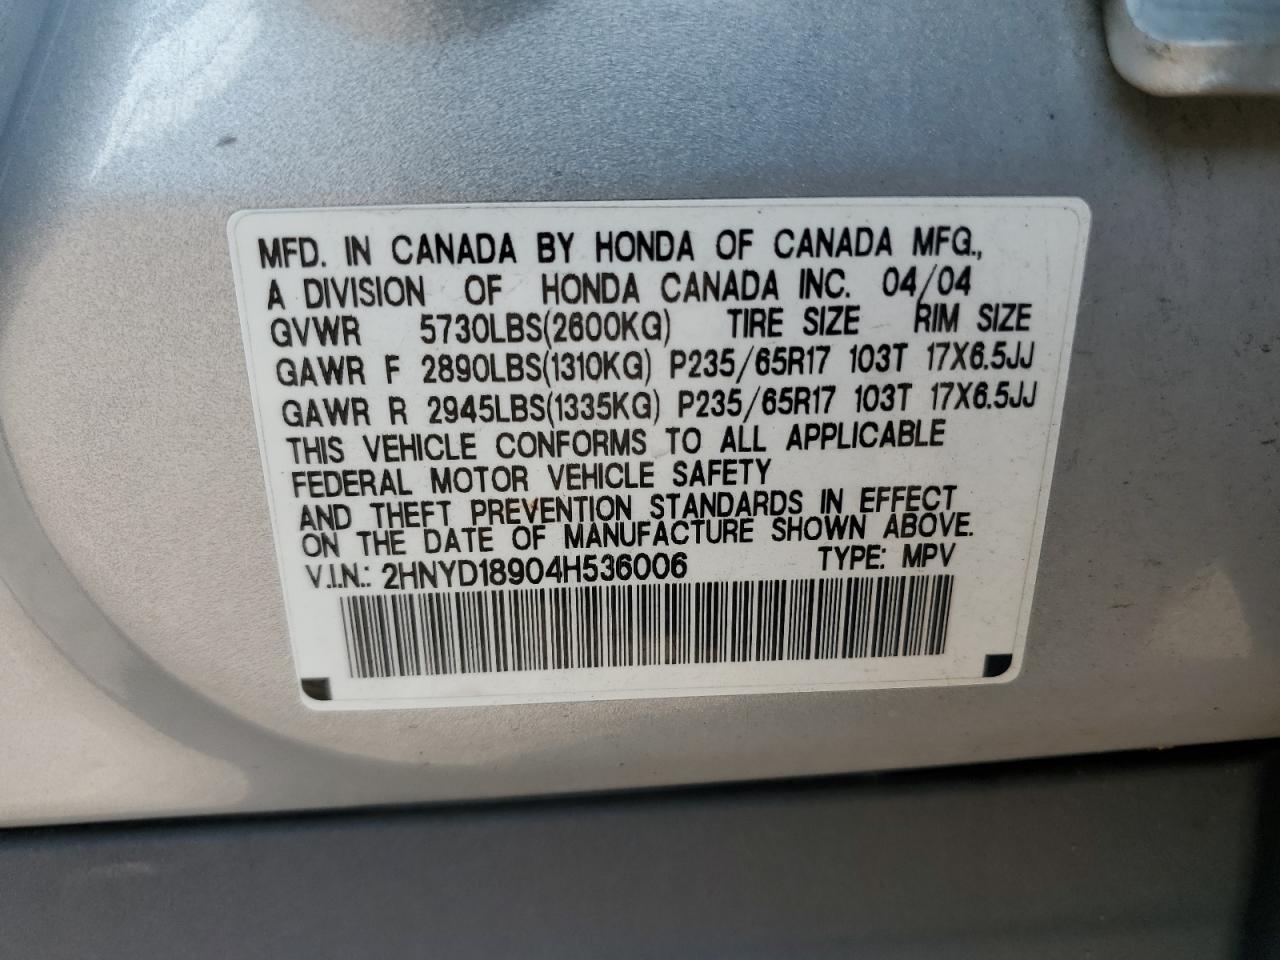 MFD. IN CANADA BY HONDA OF CANADA MFG.,
A DIVISION OF HONDA CANADA INC. 04/04
GVWR 5730LBS(2600KG) TIRE SIZE RIM SIZE
GAWR F 2890LBS(1310KG) P235/65R17 103T 17X6.5JJ
GAWR R 2945LBS(1335KG) P235/65R17 103T 17X6.5JJ
THIS VEHICLE CONFORMS TO ALL APPLICABLE
FEDERAL MOTOR VEHICLE SAFETY
AND THEFT PREVENTION STANDARDS IN EFFECT
ON THE DATE OF MANUFACTURE SHOWN ABOVE.
V.I.N.: 2HNYD18904H536006 TYPE: MPV